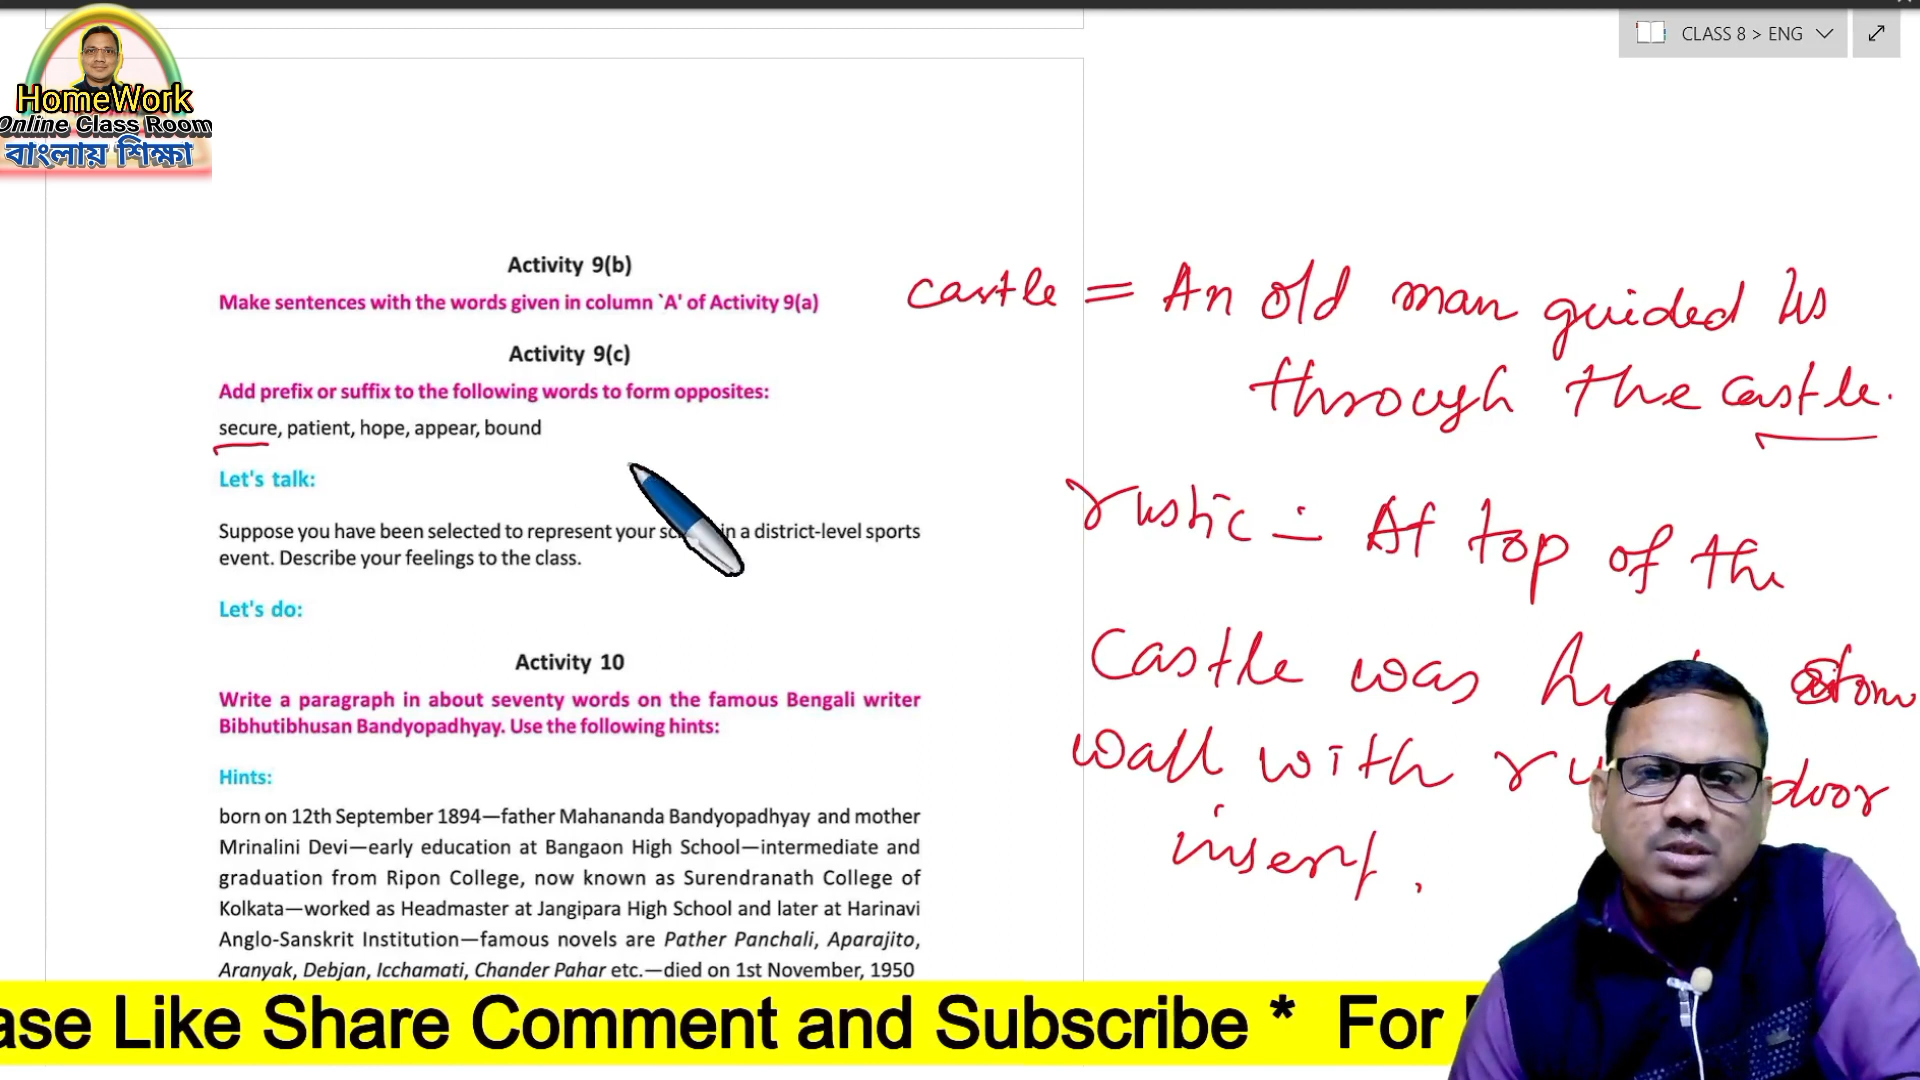 CLASS 8 > ENG
HomeWork
Online Class Room
বাংলায় শিক্ষা
Activity 9(b)
Make sentences with the words given in column `A' of Activity 9(a)
Activity 9(c)
Add prefix or suffix to the following words to form opposites:
secure, patient, hope, appear, bound
Let's talk:
Suppose you have been selected to represent your in a district-level sports
event. Describe your feelings to the class.
Let's do:
Activity 10
Write a paragraph in about seventy words on the famous Bengali writer
Bibhutibhusan Bandyopadhyay. Use the following hints:
Hints:
born on 12th September 1894—father Mahananda Bandyopadhyay and mother
Mrinalini Devi—early education at Bangaon High School—intermediate and
graduation from Ripon College, now known as Surendranath College of
Kolkata—worked as Headmaster at Jangipara High School and later at Harinavi
Anglo-Sanskrit Institution—famous novels are Pather Panchali, Aparajito,
Aranyak, Debjan, Icchamati, Chander Pahar etc.—died on 1st November, 1950
castle = An old man guided us
through the castle.
rustic = At top of the
Castle was
wall with door
insert.
ase Like Share Comment and Subscribe * For